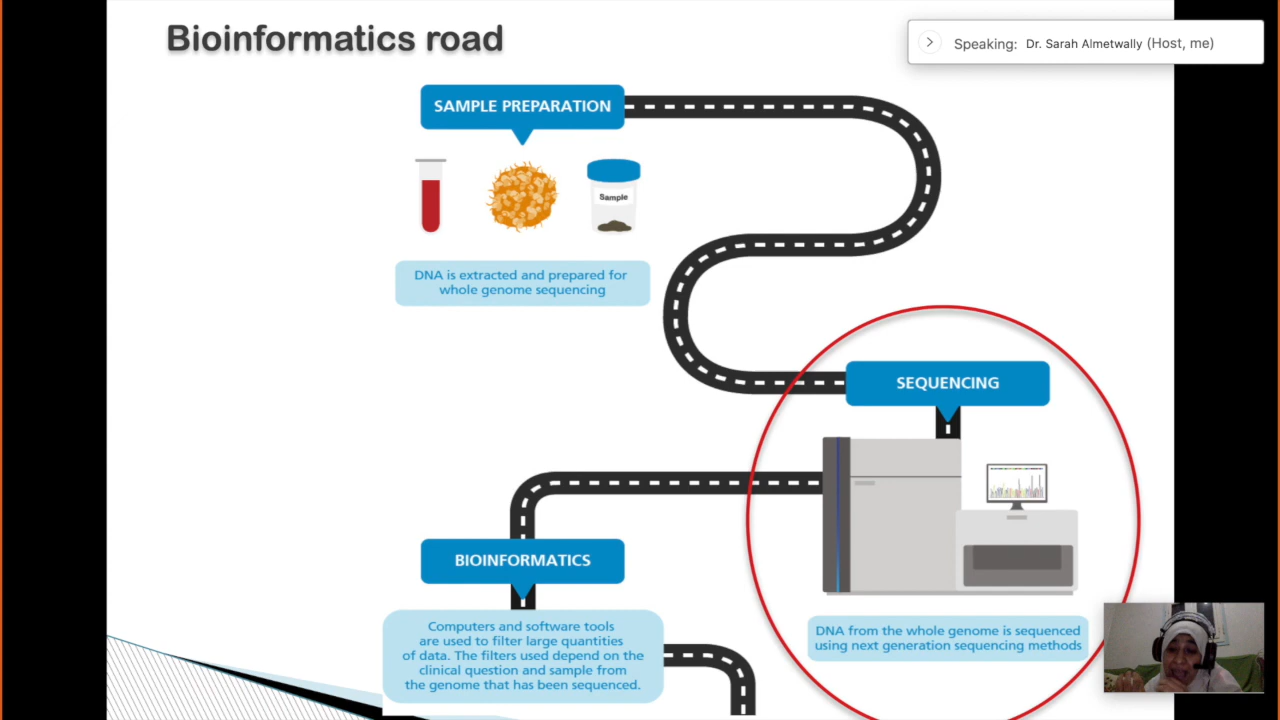 Bioinformatics road
Speaking: Dr. Sarah Almetwally (Host, me)
SAMPLE PREPARATION
Sample
DNA is extracted and prepared for
whole genome sequencing
SEQUENCING
DNA from the whole genome is sequenced
using next generation sequencing methods
BIOINFORMATICS
Computers and software tools
are used to filter large quantities
of data. The filters used depend on the
clinical question and sample from
the genome that has been sequenced.